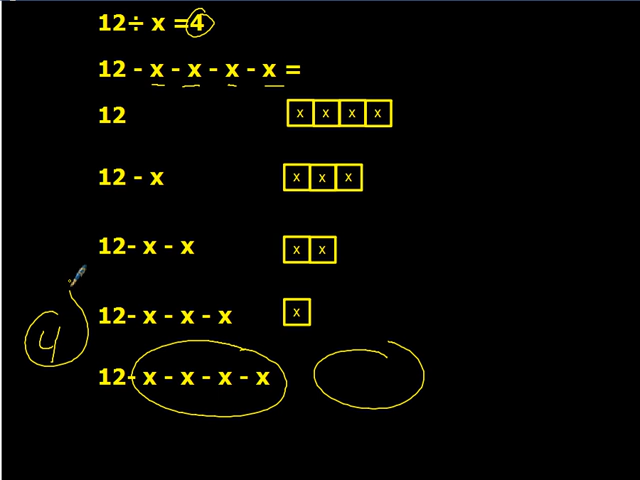 12÷ x =4
12 - x - x - x - x =
12 x x x x
12 - x x x x
12- x - x x x
12- x - x - x x
4
12- x - x - x - x